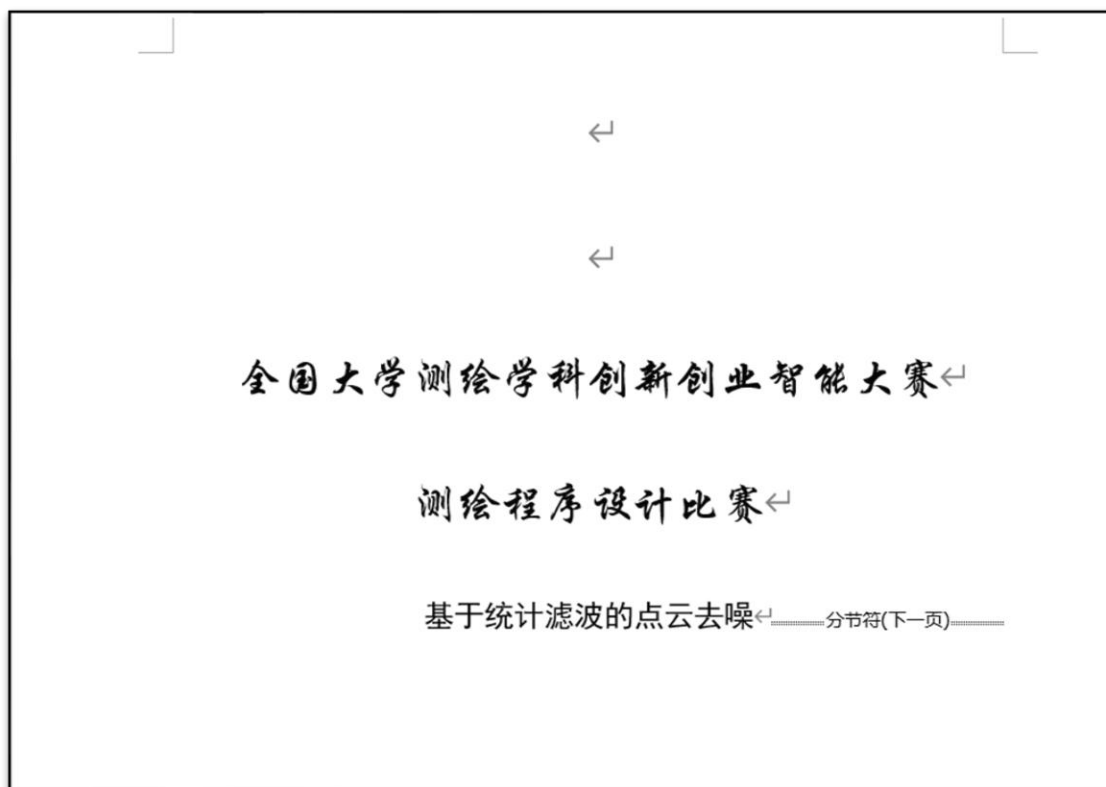 全国大学测绘学科创新创业智能大赛
测绘程序设计比赛
基于统计滤波的点云去噪 分节符(下一页)